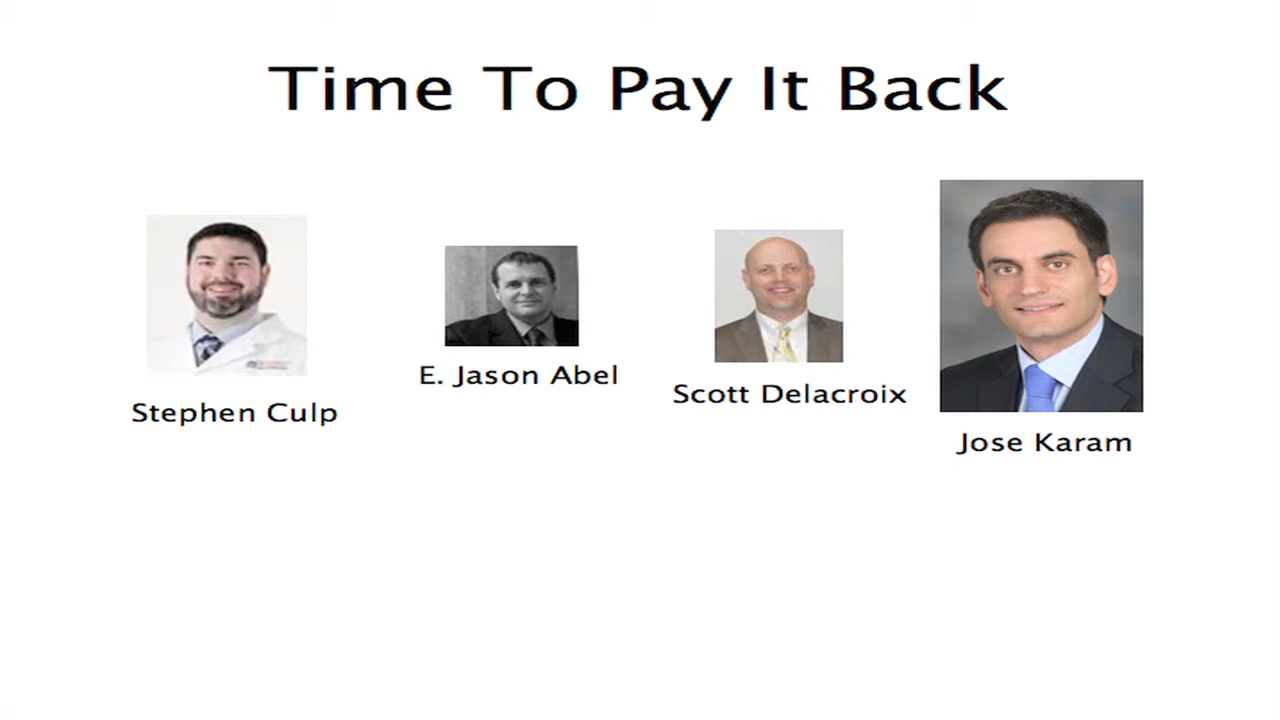 Time To Pay It Back
Stephen Culp
E. Jason Abel
Scott Delacroix
Jose Karam